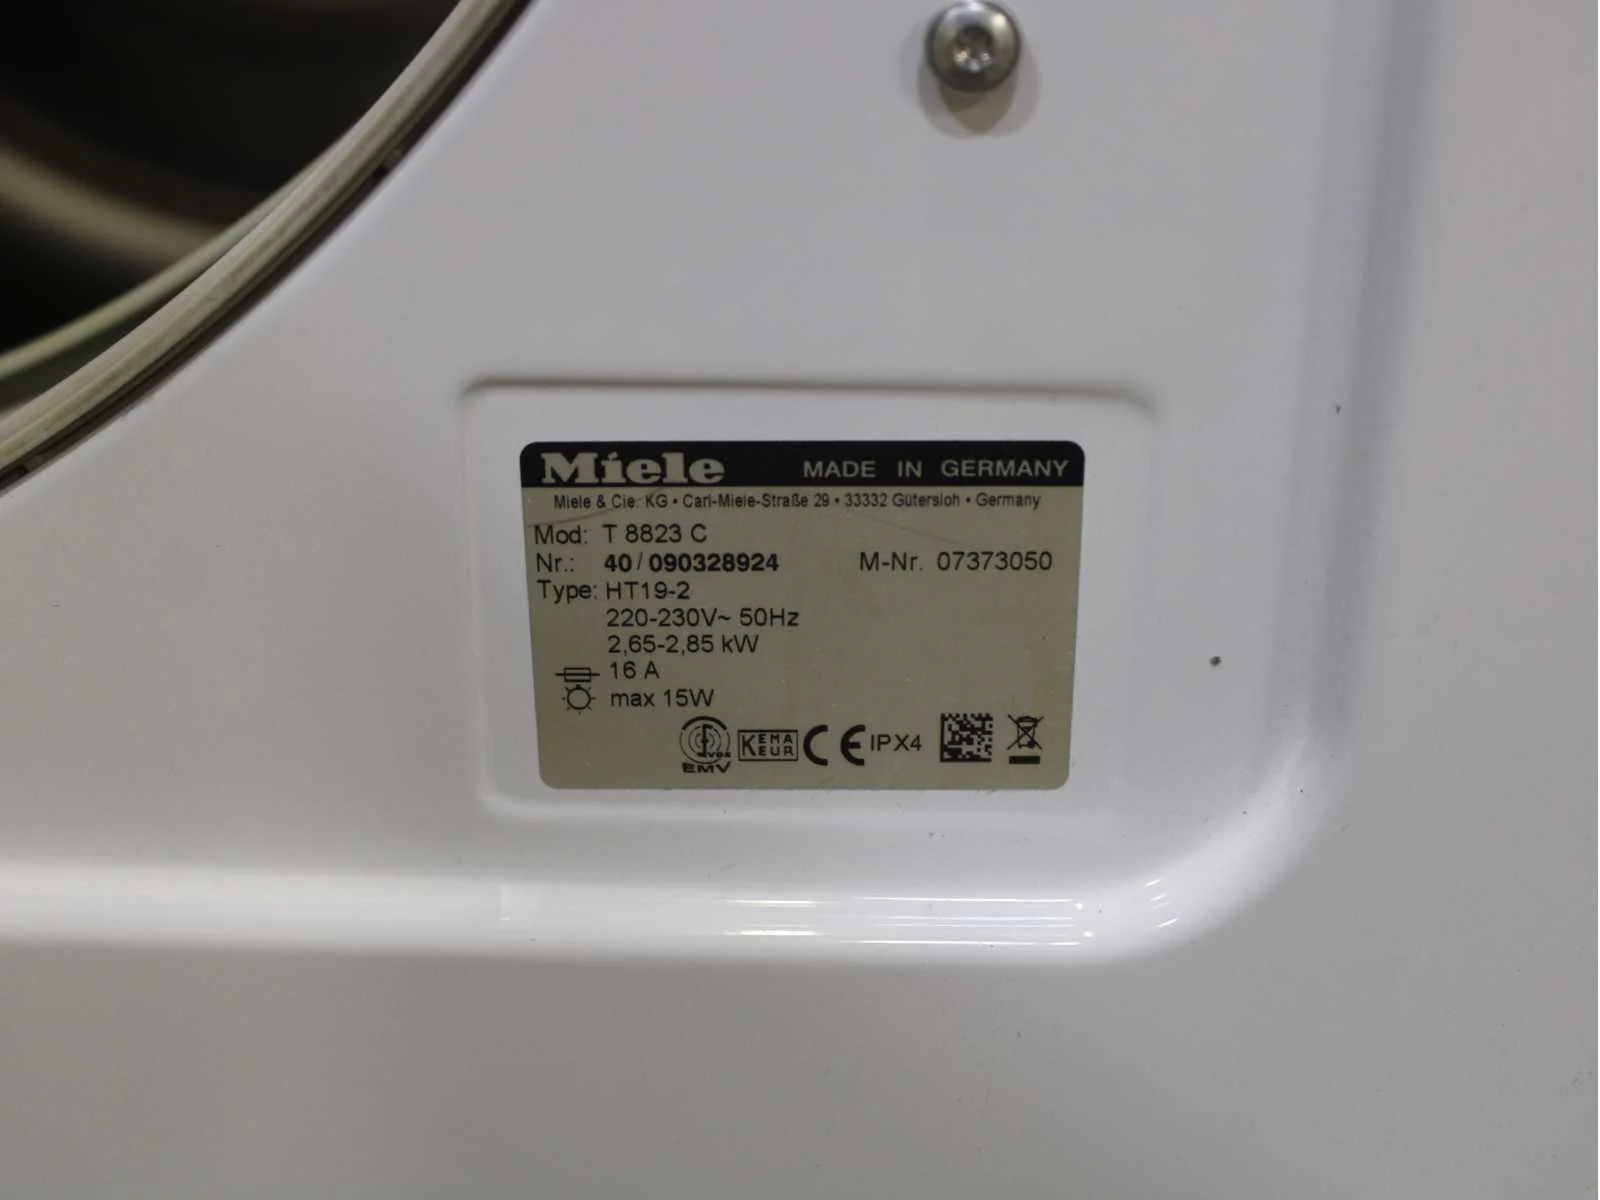 Miele MADE IN GERMANY
Miele & Cie. KG • Carl-Miele-Straße 29 • 33332 Gütersloh • Germany
Mod: T 8823 C
Nr.: 40 / 090328924 M-Nr. 07373050
Type: HT19-2
220-230V~ 50Hz
2,65-2,85 kW
16 A
max 15W
VDE KEMA CE IPX4
EMV KEUR